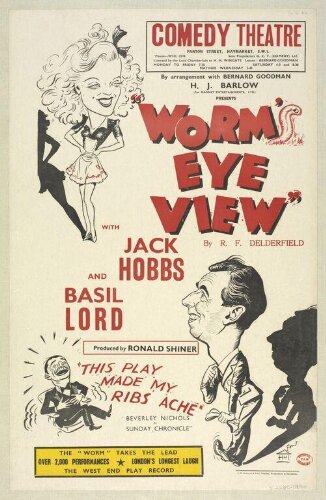 COMEDY THEATRE
PANTON STREET, HAYMARKET, S.W.1.
By arrangement with BERNARD GOODMAN
H. J. BARLOW
PRESENTS
"WORM'S
EYE
VIEW"
By R. F. DELDERFIELD
WITH
JACK
HOBBS
AND
BASIL
LORD
Produced by RONALD SHINER
"THIS PLAY
MADE MY
RIBS ACHE"
BEVERLEY NICHOLS
SUNDAY CHRONICLE
THE "WORM" TAKES THE LEAD
OVER 2,000 PERFORMANCES ★ LONDON'S LONGEST LAUGH
THE WEST END PLAY RECORD